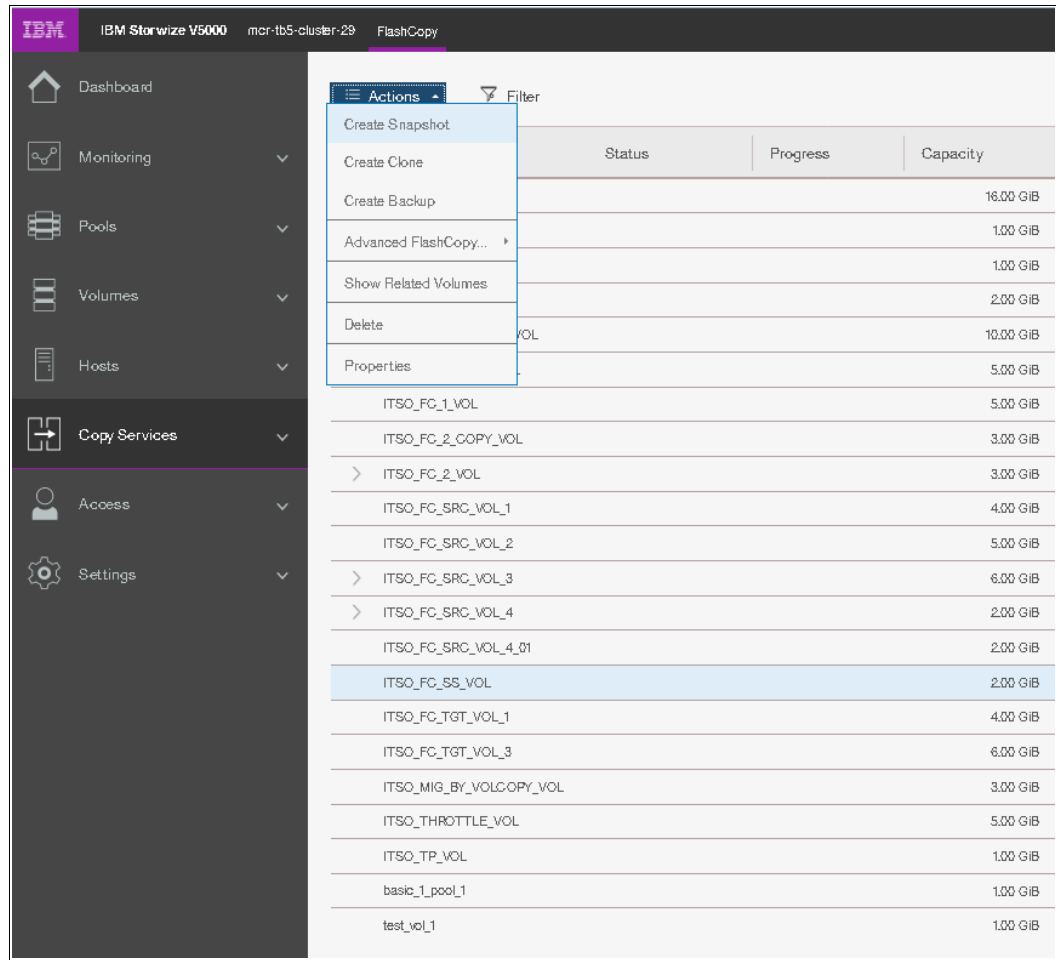 IBM IBM Storwize V5000 mcr-tb5-cluster-29 FlashCopy
Dashboard
Monitoring
Pools
Volumes
Hosts
Copy Services
Access
Settings
Actions Filter
Create Snapshot
Create Clone
Create Backup
Advanced FlashCopy...
Show Related Volumes
Delete
Properties
Status Progress Capacity
16.00 GiB
1.00 GiB
1.00 GiB
2.00 GiB
VOL 10.00 GiB
5.00 GiB
ITSO_FC_1_VOL 5.00 GiB
ITSO_FC_2_COPY_VOL 3.00 GiB
ITSO_FC_2_VOL 3.00 GiB
ITSO_FC_SRC_VOL_1 4.00 GiB
ITSO_FC_SRC_VOL_2 5.00 GiB
ITSO_FC_SRC_VOL_3 6.00 GiB
ITSO_FC_SRC_VOL_4 2.00 GiB
ITSO_FC_SRC_VOL_4_01 2.00 GiB
ITSO_FC_SS_VOL 2.00 GiB
ITSO_FC_TGT_VOL_1 4.00 GiB
ITSO_FC_TGT_VOL_3 6.00 GiB
ITSO_MIG_BY_VOLCOPY_VOL 3.00 GiB
ITSO_THROTTLE_VOL 5.00 GiB
ITSO_TP_VOL 1.00 GiB
basic_1_pool_1 1.00 GiB
test_vol_1 1.00 GiB